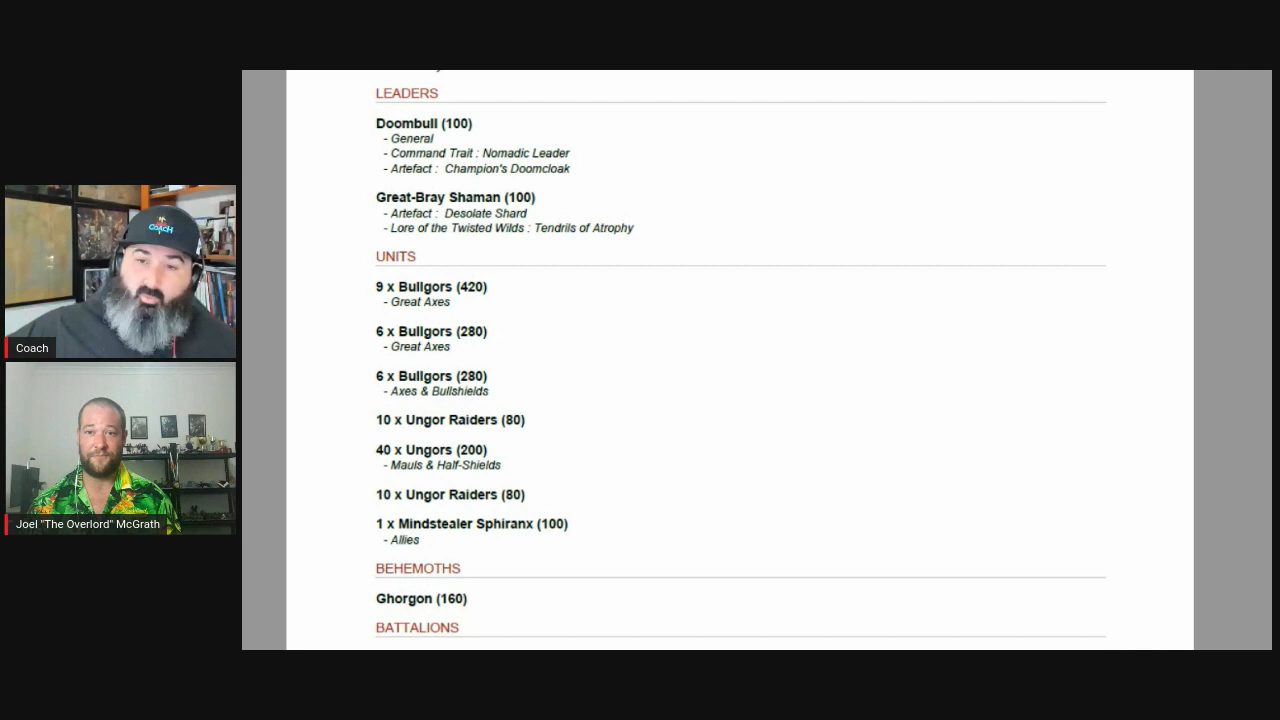 LEADERS
Doombull (100)
- General
- Command Trait : Nomadic Leader
- Artefact : Champion's Doomcloak
Great-Bray Shaman (100)
- Artefact : Desolate Shard
- Lore of the Twisted Wilds : Tendrils of Atrophy
UNITS
9 x Bullgors (420)
- Great Axes
6 x Bullgors (280)
- Great Axes
6 x Bullgors (280)
- Axes & Bullshields
10 x Ungor Raiders (80)
40 x Ungors (200)
- Mauls & Half-Shields
10 x Ungor Raiders (80)
1 x Mindstealer Sphiranx (100)
- Allies
BEHEMOTHS
Ghorgon (160)
BATTALIONS
COACH
Coach
Joel "The Overlord" McGrath